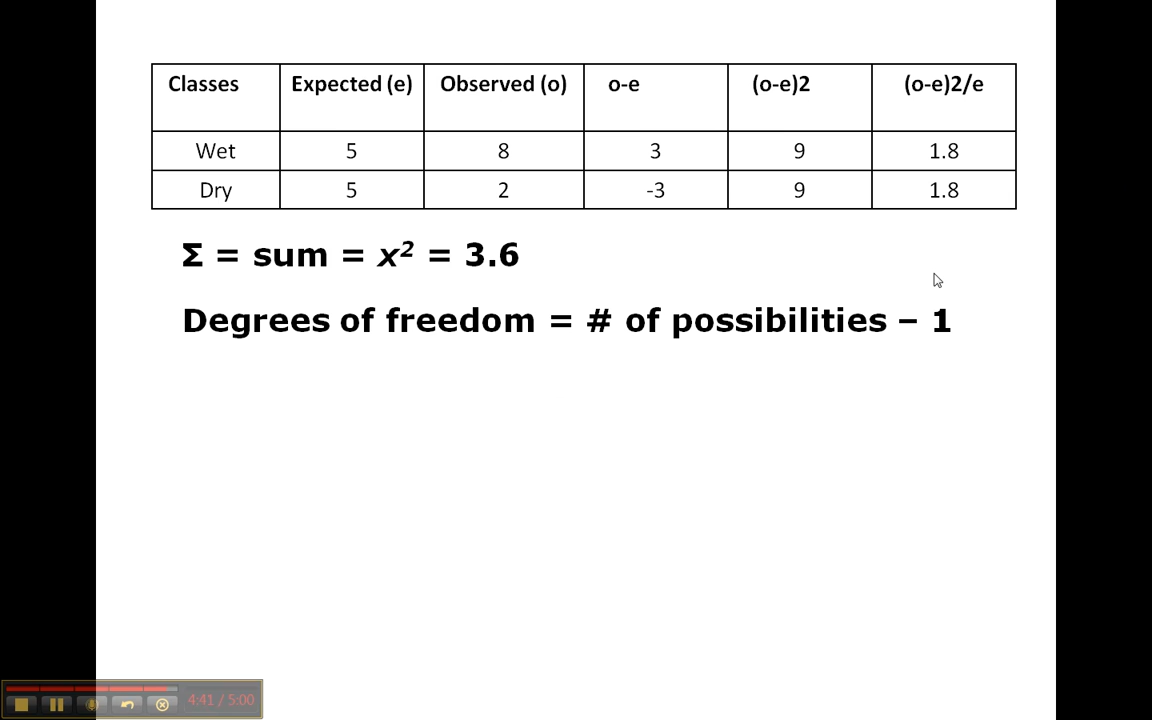 Classes Expected (e) Observed (o) o-e (o-e)2 (o-e)2/e
Wet 5 8 3 9 1.8
Dry 5 2 -3 9 1.8
Σ = sum = x² = 3.6
Degrees of freedom = # of possibilities – 1
4:41 / 5:00